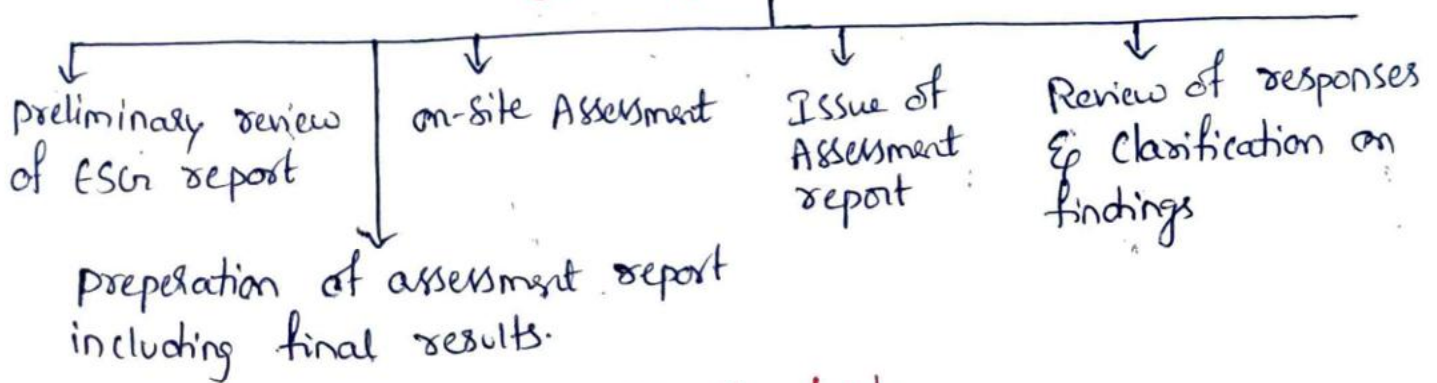 preliminary review
of ESG report
on-site Assessment
Issue of
Assessment
report
Review of responses
& Clarification on
findings
preperation of assessment report
including final results.